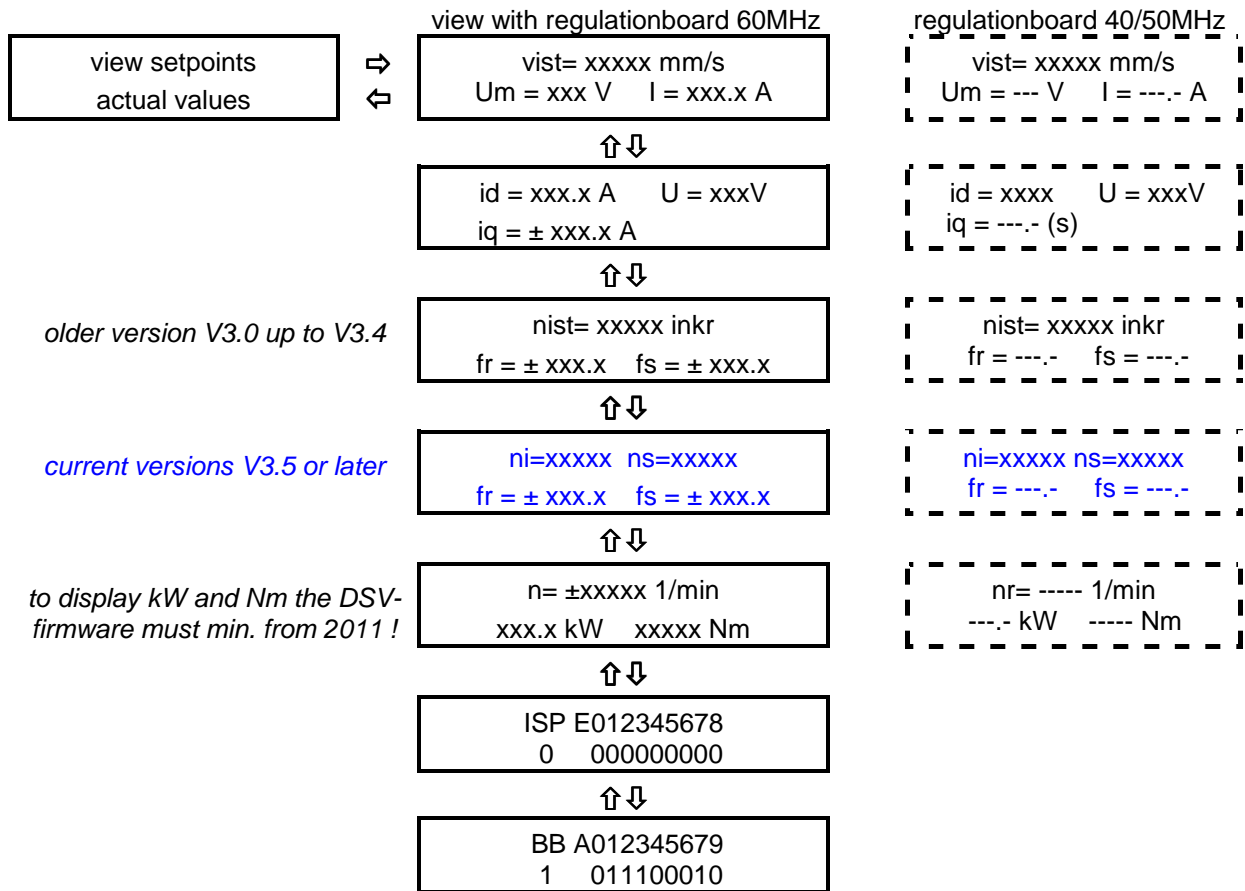 view with regulationboard 60MHz
regulationboard 40/50MHz
view setpoints
actual values
⇨
⇦
vist= xxxxx mm/s
Um = xxx V I = xxx.x A
vist= xxxxx mm/s
Um = --- V I = ---.- A
⇧⇩
id = xxx.x A U = xxxV
iq = ± xxx.x A
id = xxxx U = xxxV
iq = ---.- (s)
⇧⇩
older version V3.0 up to V3.4
nist= xxxxx inkr
fr = ± xxx.x fs = ± xxx.x
nist= xxxxx inkr
fr = ---.- fs = ---.-
⇧⇩
current versions V3.5 or later
ni=xxxxx ns=xxxxx
fr = ± xxx.x fs = ± xxx.x
ni=xxxxx ns=xxxxx
fr = ---.- fs = ---.-
⇧⇩
to display kW and Nm the DSV-
firmware must min. from 2011 !
n= ±xxxxx 1/min
xxx.x kW xxxxx Nm
nr= ----- 1/min
---.- kW ----- Nm
⇧⇩
ISP E012345678
0 000000000
⇧⇩
BB A012345679
1 011100010